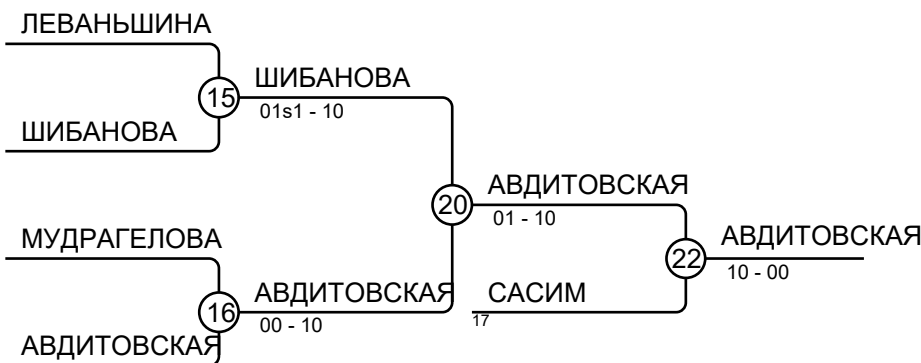 ЛЕВАНЬШИНА
15
ШИБАНОВА
01s1 - 10
ШИБАНОВА
20
АВДИТОВСКАЯ
01 - 10
МУДРАГЕЛОВА
22
АВДИТОВСКАЯ
10 - 00
16
АВДИТОВСКАЯ
00 - 10
САСИМ
17
АВДИТОВСКАЯ